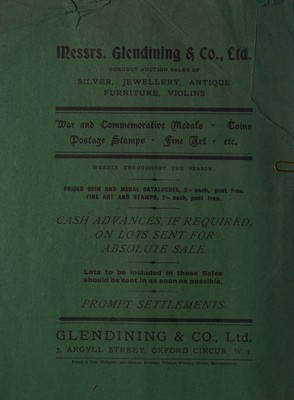 Messrs. Glendining & Co., Ltd.
CONDUCT AUCTION SALES OF
SILVER, JEWELLERY, ANTIQUE
FURNITURE, VIOLINS
War and Commemorative Medals · Coins
Postage Stamps · Fine Art · etc.
WEEKLY THROUGHOUT THE SEASON
PRICED COIN AND MEDAL CATALOGUES, 2/- each, post free.
FINE ART AND STAMPS, 2/- each, post free.
CASH ADVANCES, IF REQUIRED,
ON LOTS SENT FOR
ABSOLUTE SALE.
Lots to be included in these Sales
should be sent in as soon as possible.
PROMPT SETTLEMENTS
GLENDINING & CO., Ltd.
7, ARGYLL STREET, OXFORD CIRCUS, W. 1